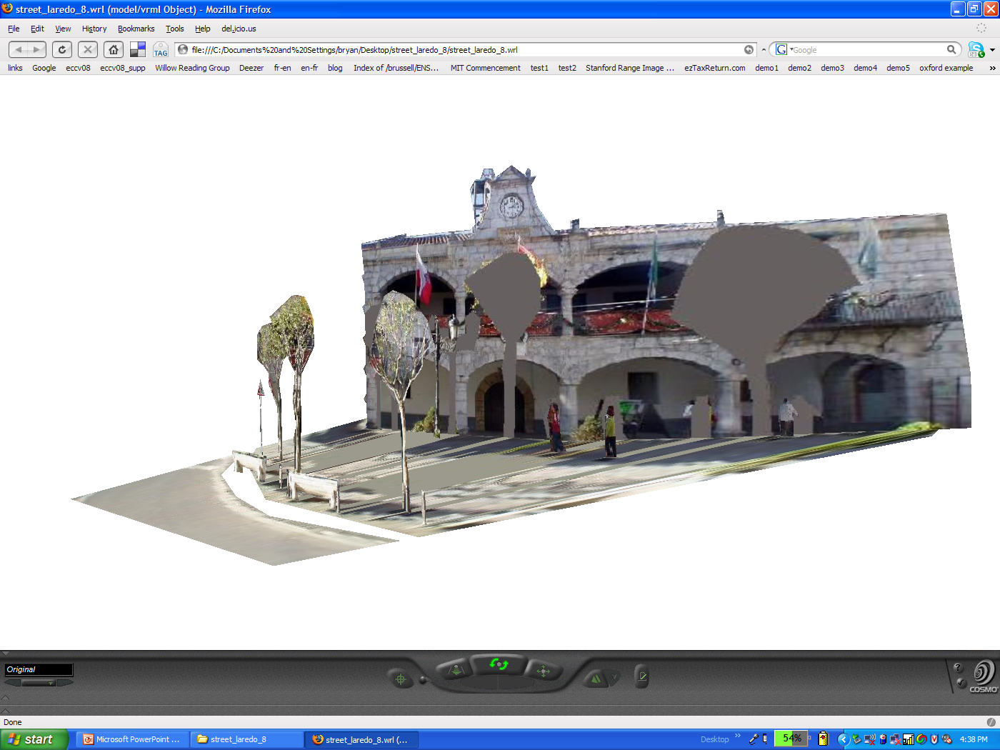 street_laredo_8.wrl (model/vrml Object) - Mozilla Firefox
File Edit View History Bookmarks Tools Help del.icio.us
TAG file:///C:/Documents%20and%20Settings/bryan/Desktop/street_laredo_8/street_laredo_8.wrl G Google
links Google eccv08 eccv08_supp Willow Reading Group Deezer fr-en en-fr blog Index of /brussell/ENS... MIT Commencement test1 test2 Stanford Range Image ... ezTaxReturn.com demo1 demo2 demo3 demo4 demo5 oxford example »
Original
?
COSMO
Done
start Microsoft PowerPoint ... street_laredo_8 street_laredo_8.wrl (... Desktop » 54% 4:38 PM